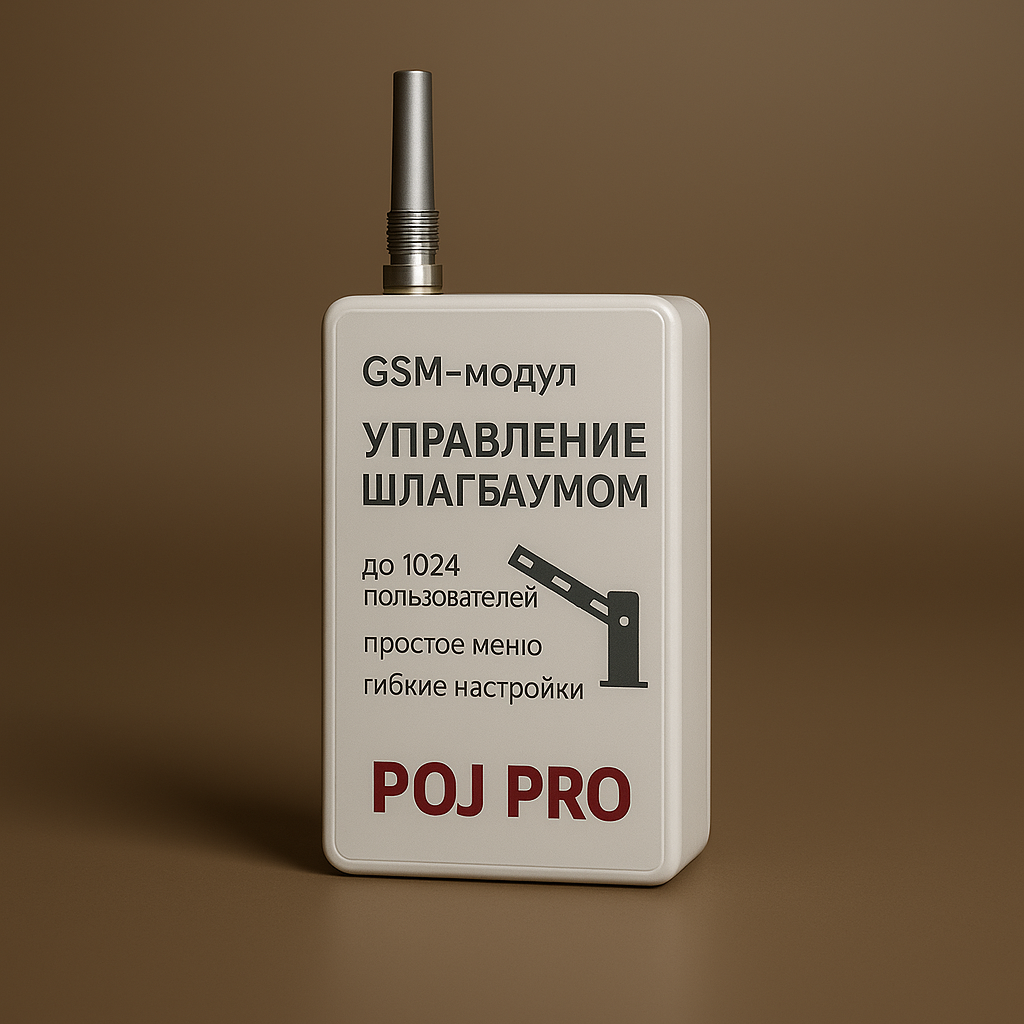 GSM-модул
УПРАВЛЕНИЕ
ШЛАГБАУМОМ
до 1024
пользователей
простое меню
гибкие настройки
POJ PRO